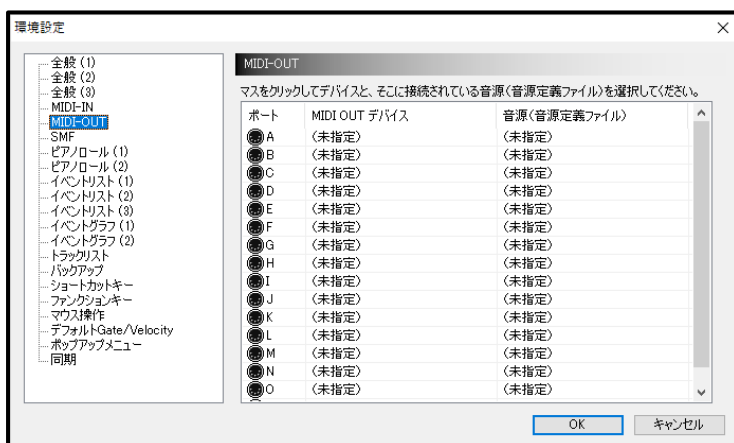 環境設定
全般 (1)
全般 (2)
全般 (3)
MIDI-IN
MIDI-OUT
SMF
ピアノロール (1)
ピアノロール (2)
イベントリスト (1)
イベントリスト (2)
イベントリスト (3)
イベントグラフ (1)
イベントグラフ (2)
トラックリスト
バックアップ
ショートカットキー
ファンクションキー
マウス操作
デフォルトGate/Velocity
ポップアップメニュー
同期
MIDI-OUT
マスをクリックしてデバイスと、そこに接続されている音源(音源定義ファイル)を選択してください。
ポート MIDI OUT デバイス 音源(音源定義ファイル)
A (未指定) (未指定)
B (未指定) (未指定)
C (未指定) (未指定)
D (未指定) (未指定)
E (未指定) (未指定)
F (未指定) (未指定)
G (未指定) (未指定)
H (未指定) (未指定)
I (未指定) (未指定)
J (未指定) (未指定)
K (未指定) (未指定)
L (未指定) (未指定)
M (未指定) (未指定)
N (未指定) (未指定)
O (未指定) (未指定)
OK キャンセル